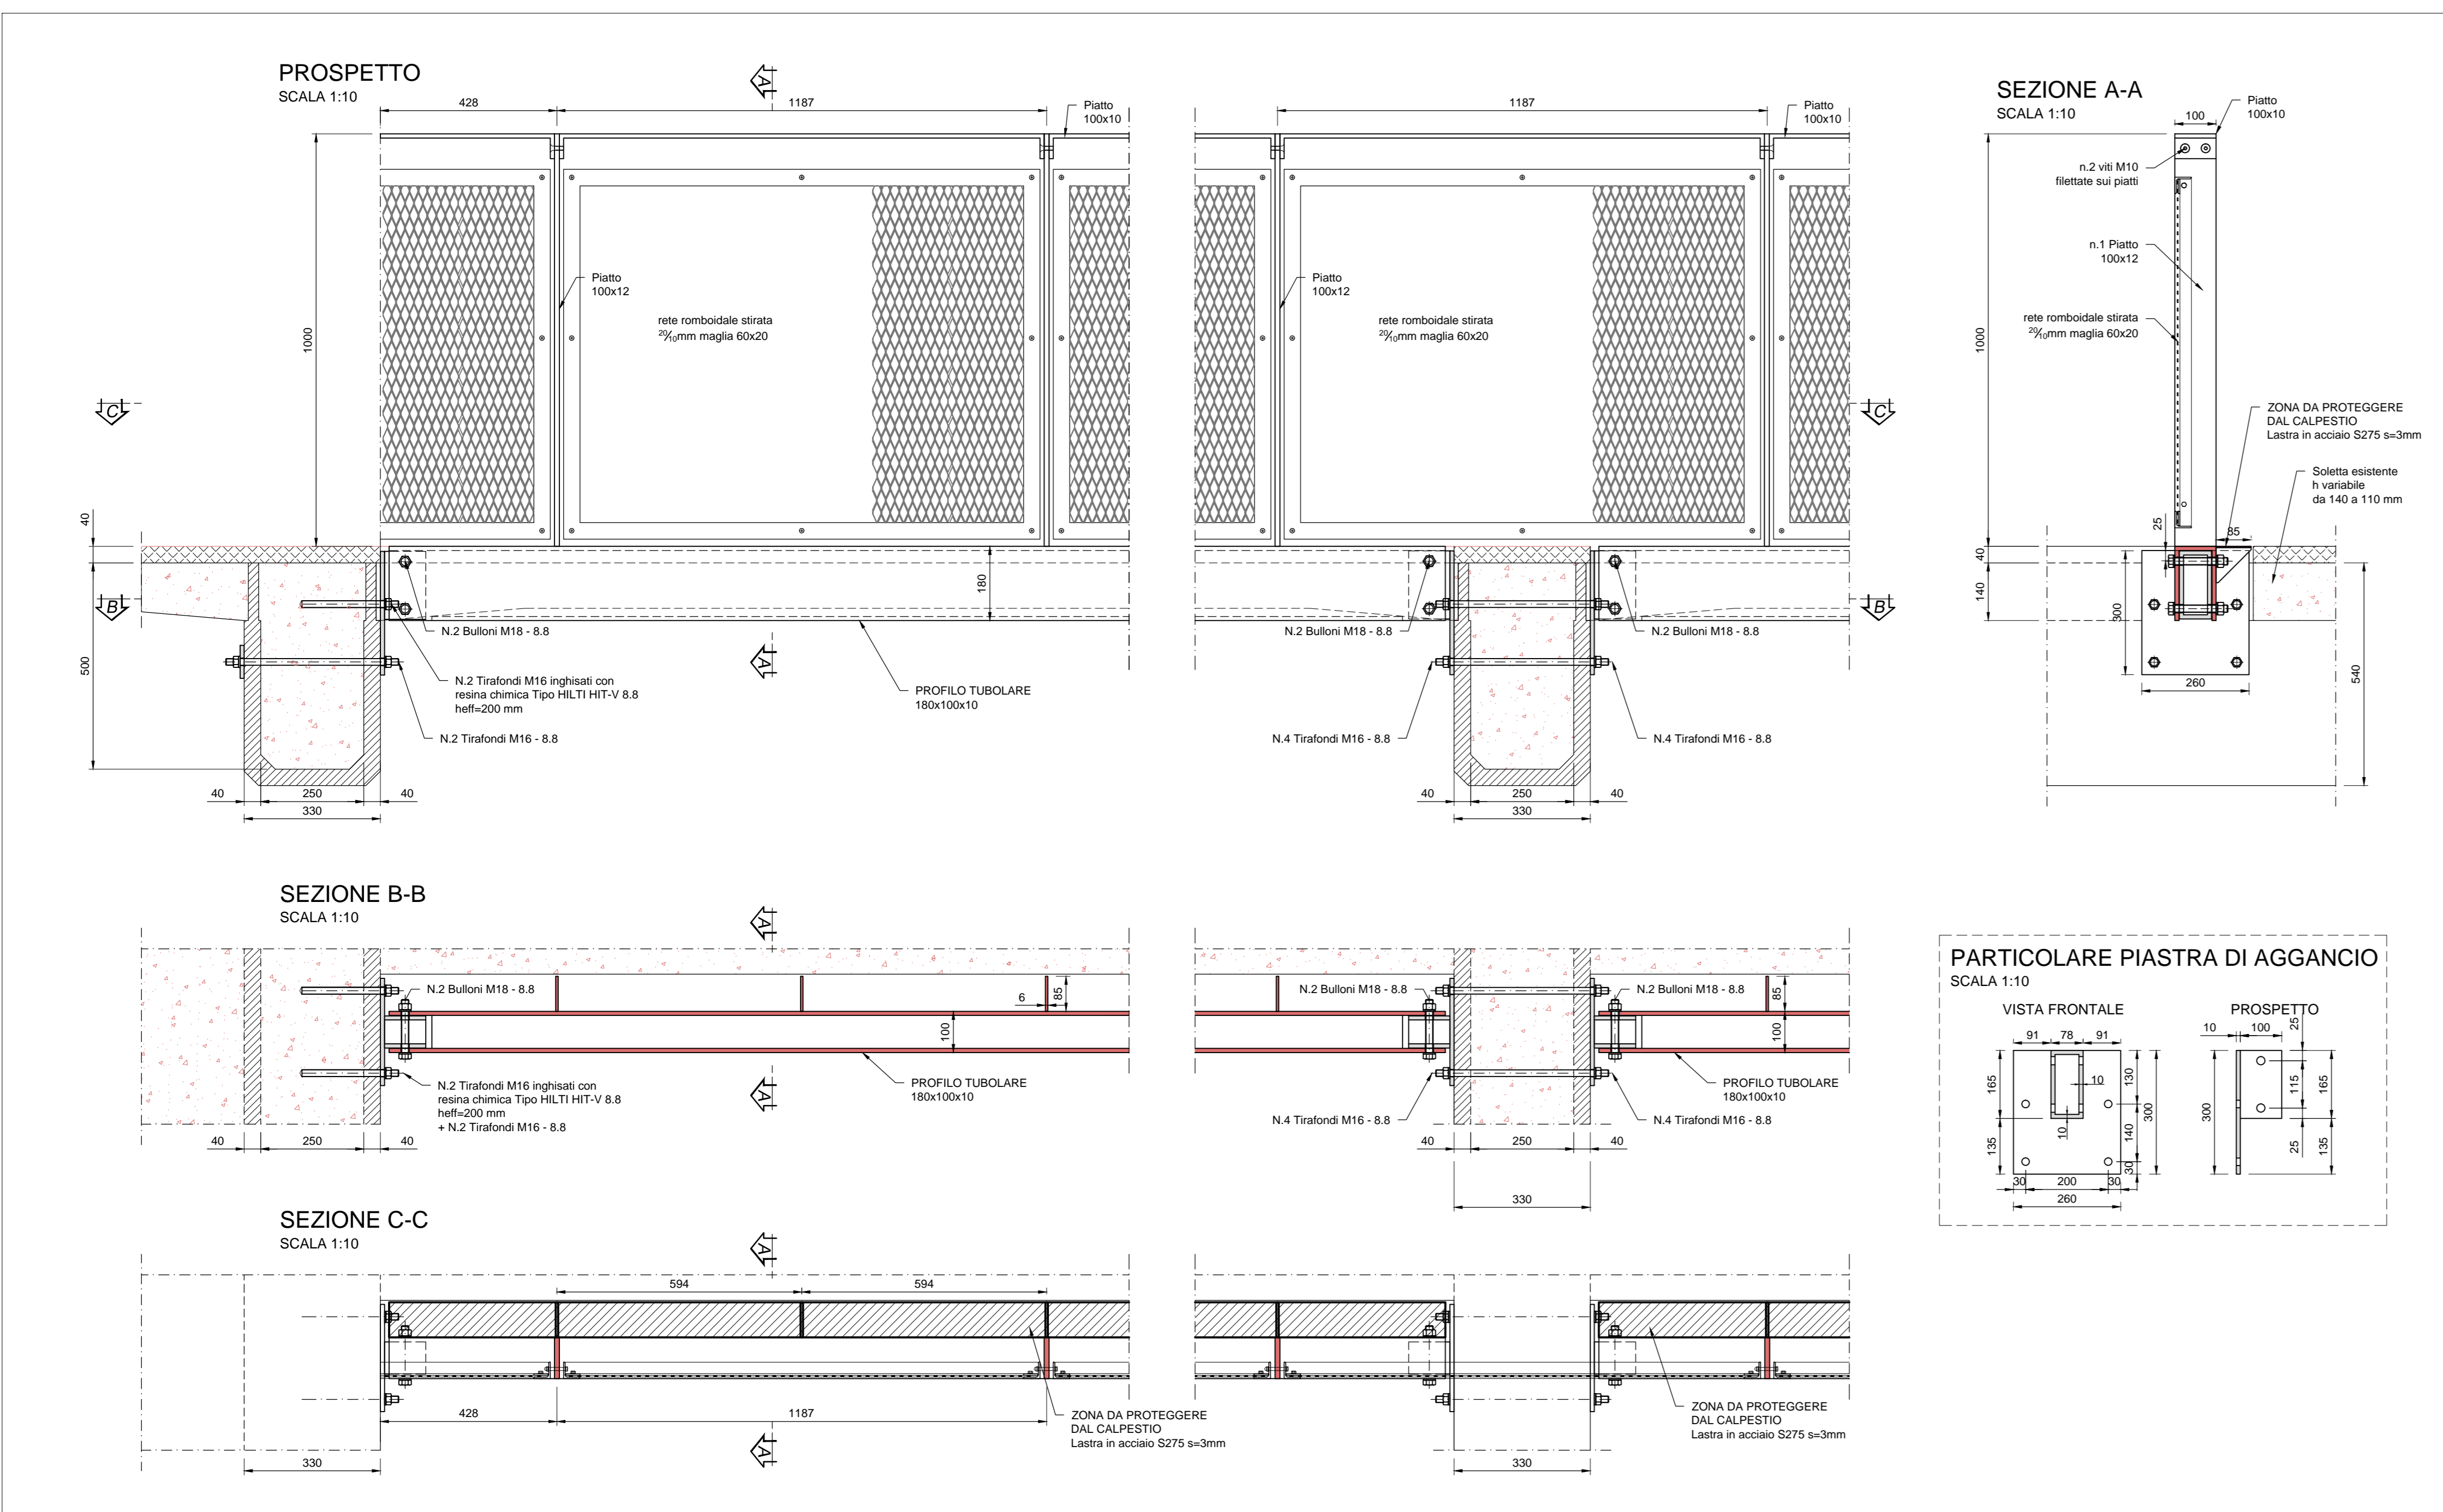 PROSPETTO
SCALA 1:10
428
A
1187
Piatto
100x10
1000
Piatto
100x12
rete romboidale stirata
20/10mm maglia 60x20
C
40
B
500
180
N.2 Bulloni M18 - 8.8
N.2 Tirafondi M16 inghisati con
resina chimica Tipo HILTI HIT-V 8.8
heff=200 mm
N.2 Tirafondi M16 - 8.8
A
PROFILO TUBOLARE
180x100x10
40
250
40
330
1187
Piatto
100x10
Piatto
100x12
rete romboidale stirata
20/10mm maglia 60x20
C
B
N.2 Bulloni M18 - 8.8
N.2 Bulloni M18 - 8.8
N.4 Tirafondi M16 - 8.8
N.4 Tirafondi M16 - 8.8
40
250
40
330
SEZIONE A-A
SCALA 1:10
100
Piatto
100x10
n.2 viti M10
filettate sui piatti
n.1 Piatto
100x12
rete romboidale stirata
20/10mm maglia 60x20
1000
ZONA DA PROTEGGERE
DAL CALPESTIO
Lastra in acciaio S275 s=3mm
Soletta esistente
h variabile
da 140 a 110 mm
25
85
40
140
300
260
540
SEZIONE B-B
SCALA 1:10
A
N.2 Bulloni M18 - 8.8
6
85
100
N.2 Tirafondi M16 inghisati con
resina chimica Tipo HILTI HIT-V 8.8
heff=200 mm
+ N.2 Tirafondi M16 - 8.8
A
PROFILO TUBOLARE
180x100x10
40
250
40
N.2 Bulloni M18 - 8.8
N.2 Bulloni M18 - 8.8
85
100
PROFILO TUBOLARE
180x100x10
N.4 Tirafondi M16 - 8.8
N.4 Tirafondi M16 - 8.8
40
250
40
330
PARTICOLARE PIASTRA DI AGGANCIO
SCALA 1:10
VISTA FRONTALE
91
78
91
165
135
10
10
130
140
30
300
30
200
30
260
PROSPETTO
10
100
25
115
25
165
135
300
SEZIONE C-C
SCALA 1:10
A
594
594
428
1187
A
ZONA DA PROTEGGERE
DAL CALPESTIO
Lastra in acciaio S275 s=3mm
330
ZONA DA PROTEGGERE
DAL CALPESTIO
Lastra in acciaio S275 s=3mm
330